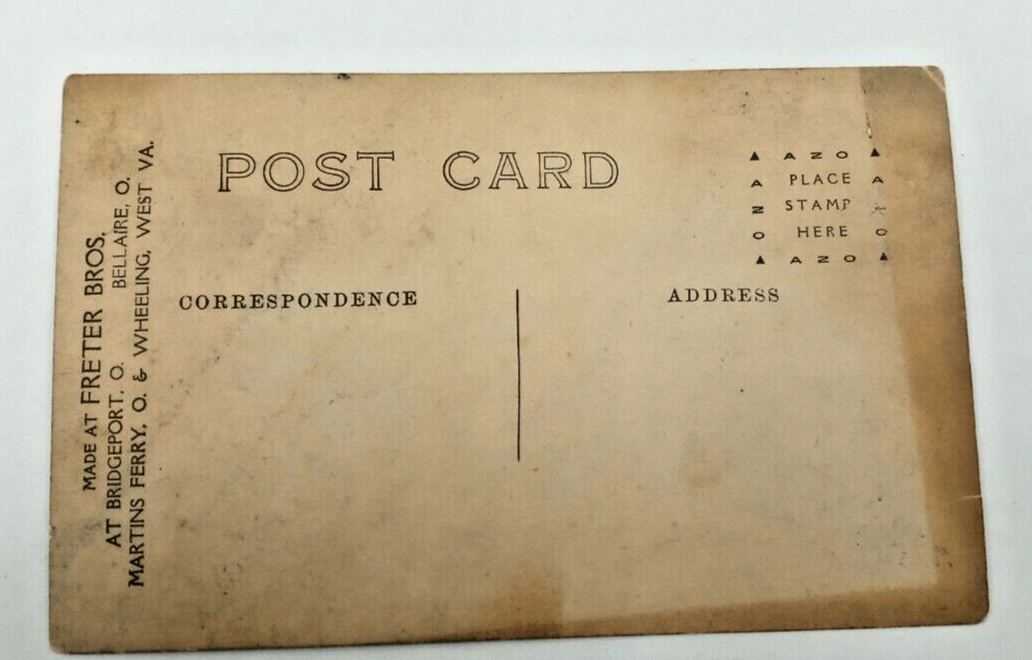 POST CARD
▲ AZO ▲
A PLACE A
Z STAMP Z
O HERE O
▲ AZO ▲
CORRESPONDENCE
ADDRESS
MADE AT FRETER BROS.
AT BRIDGEPORT, O. BELLAIRE, O.
MARTINS FERRY, O. & WHEELING, WEST VA.